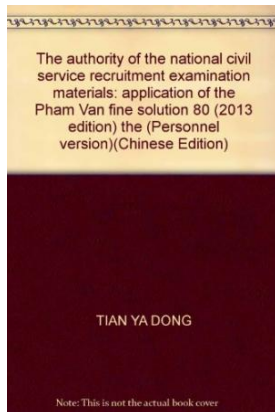 The authority of the national civil
service recruitment examination
materials: application of the
Pham Van fine solution 80 (2013
edition) the (Personnel
version)(Chinese Edition)
TIAN YA DONG
Note: This is not the actual book cover